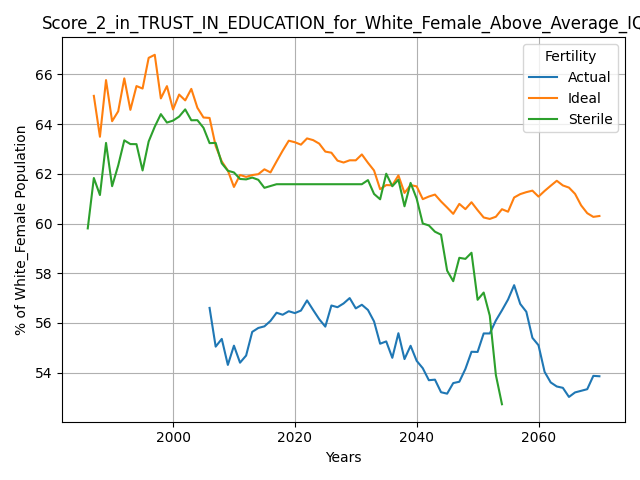 Score_2_in_TRUST_IN_EDUCATION_for_White_Female_Above_Average_IQ
Fertility
Actual
Ideal
Sterile
% of White_Female Population
66
64
62
60
58
56
54
2000
2020
2040
2060
Years